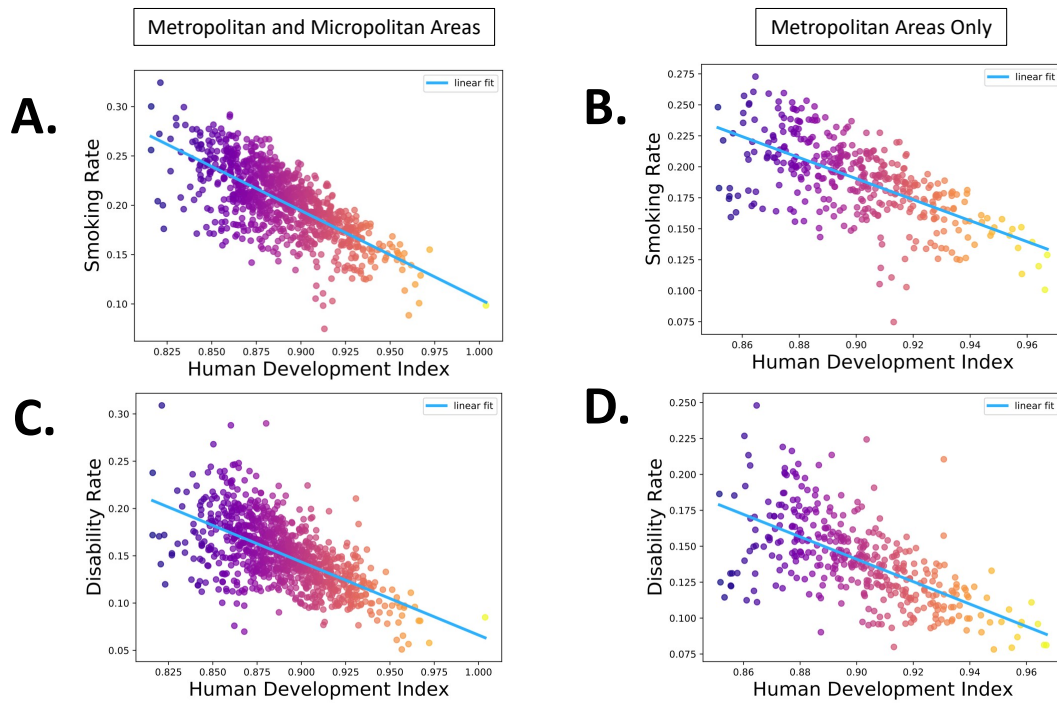 Metropolitan and Micropolitan Areas
Metropolitan Areas Only
A.
Smoking Rate
0.30
0.25
0.20
0.15
0.10
linear fit
0.825 0.850 0.875 0.900 0.925 0.950 0.975 1.000
Human Development Index
B.
Smoking Rate
0.275
0.250
0.225
0.200
0.175
0.150
0.125
0.100
0.075
linear fit
0.86 0.88 0.90 0.92 0.94 0.96
Human Development Index
C.
Disability Rate
0.30
0.25
0.20
0.15
0.10
0.05
linear fit
0.825 0.850 0.875 0.900 0.925 0.950 0.975 1.000
Human Development Index
D.
Disability Rate
0.250
0.225
0.200
0.175
0.150
0.125
0.100
0.075
linear fit
0.86 0.88 0.90 0.92 0.94 0.96
Human Development Index